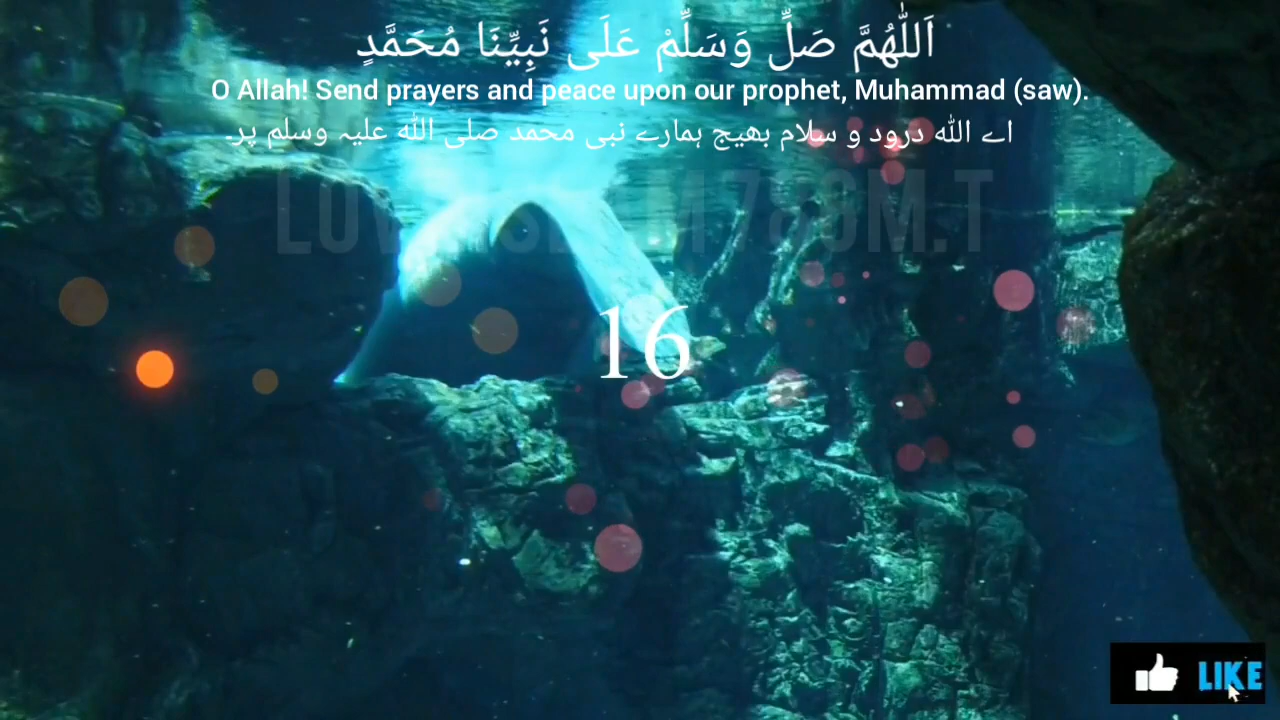 اَللّٰهُمَّ صَلِّ وَسَلِّمْ عَلَى نَبِيِّنَا مُحَمَّدٍ
O Allah! Send prayers and peace upon our prophet, Muhammad (saw).
اے اللہ درود و سلام بھیج ہمارے نبی محمد صلی اللہ علیہ وسلم پر۔
16
LIKE